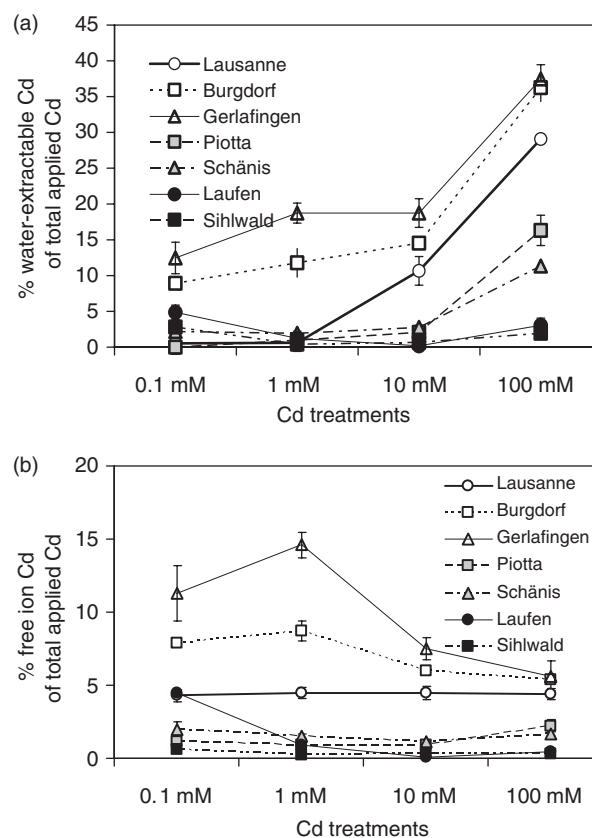 (a)
% water-extractable Cd
of total applied Cd
45
40
35
30
25
20
15
10
5
0
Lausanne
Burgdorf
Gerlafingen
Piotta
Schänis
Laufen
Sihlwald
0.1 mM
1 mM
10 mM
100 mM
Cd treatments
(b)
% free ion Cd
of total applied Cd
20
15
10
5
0
Lausanne
Burgdorf
Gerlafingen
Piotta
Schänis
Laufen
Sihlwald
0.1 mM
1 mM
10 mM
100 mM
Cd treatments